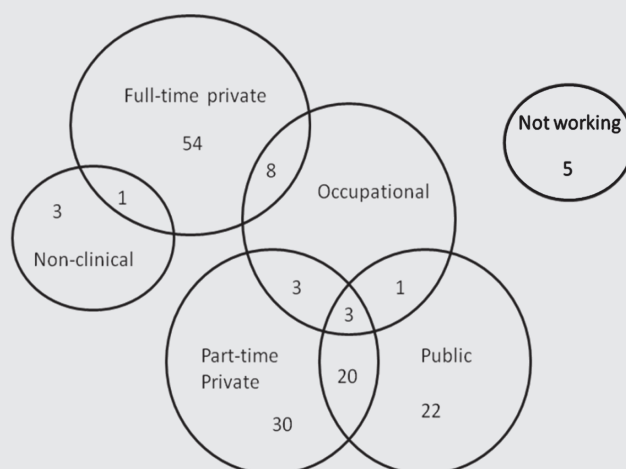 Full-time private
54
8
Not working
5
Occupational
3
1
Non-clinical
3
1
3
Part-time
Private
20
Public
30
22